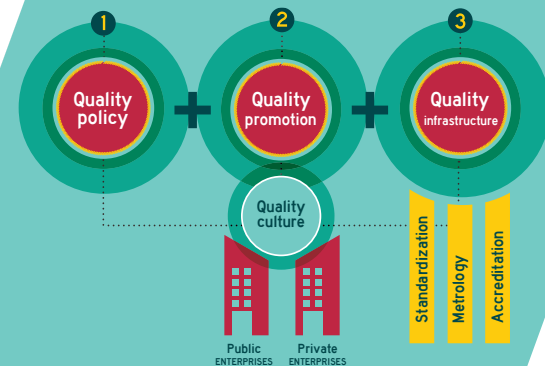 1
2
3
Quality
policy
+
Quality
promotion
+
Quality
infrastructure
Quality
culture
Standardization
Metrology
Accreditation
Public
ENTERPRISES
Private
ENTERPRISES